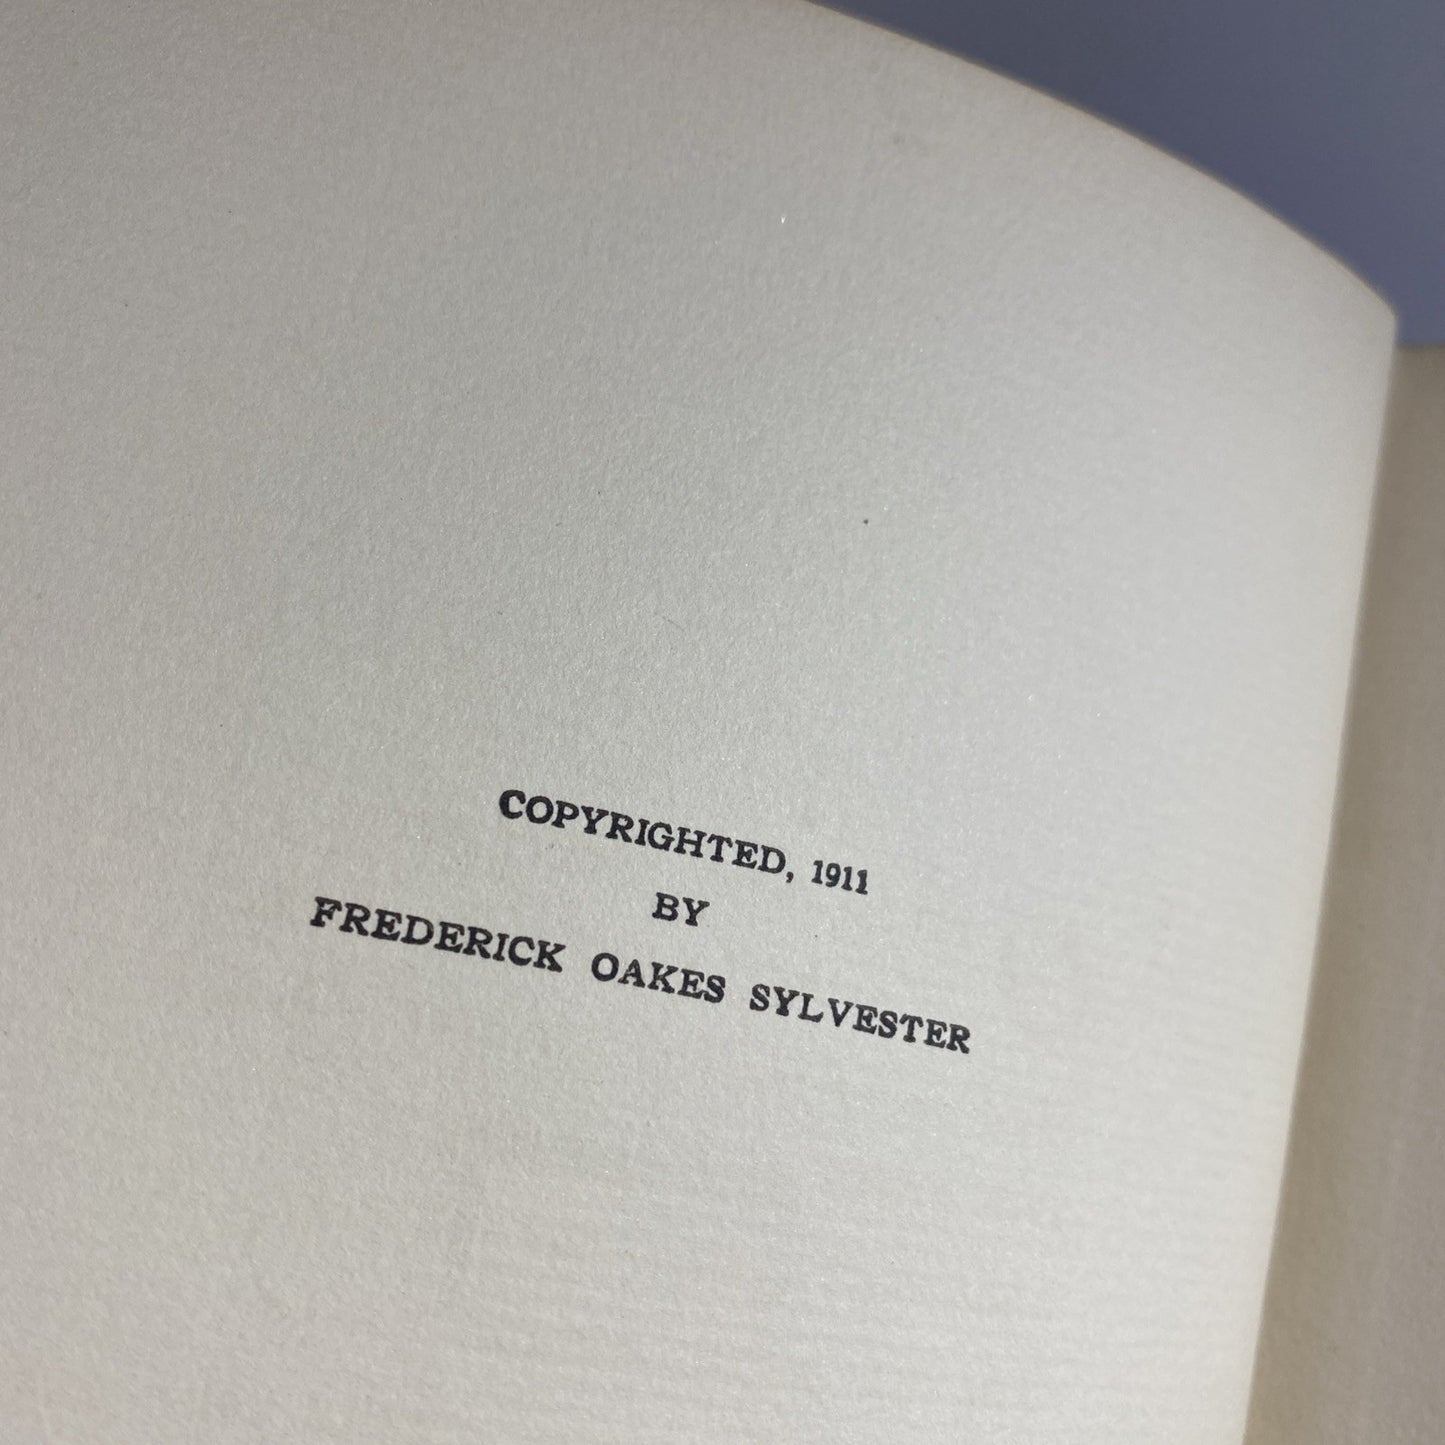 COPYRIGHTED, 1911
BY
FREDERICK OAKES SYLVESTER